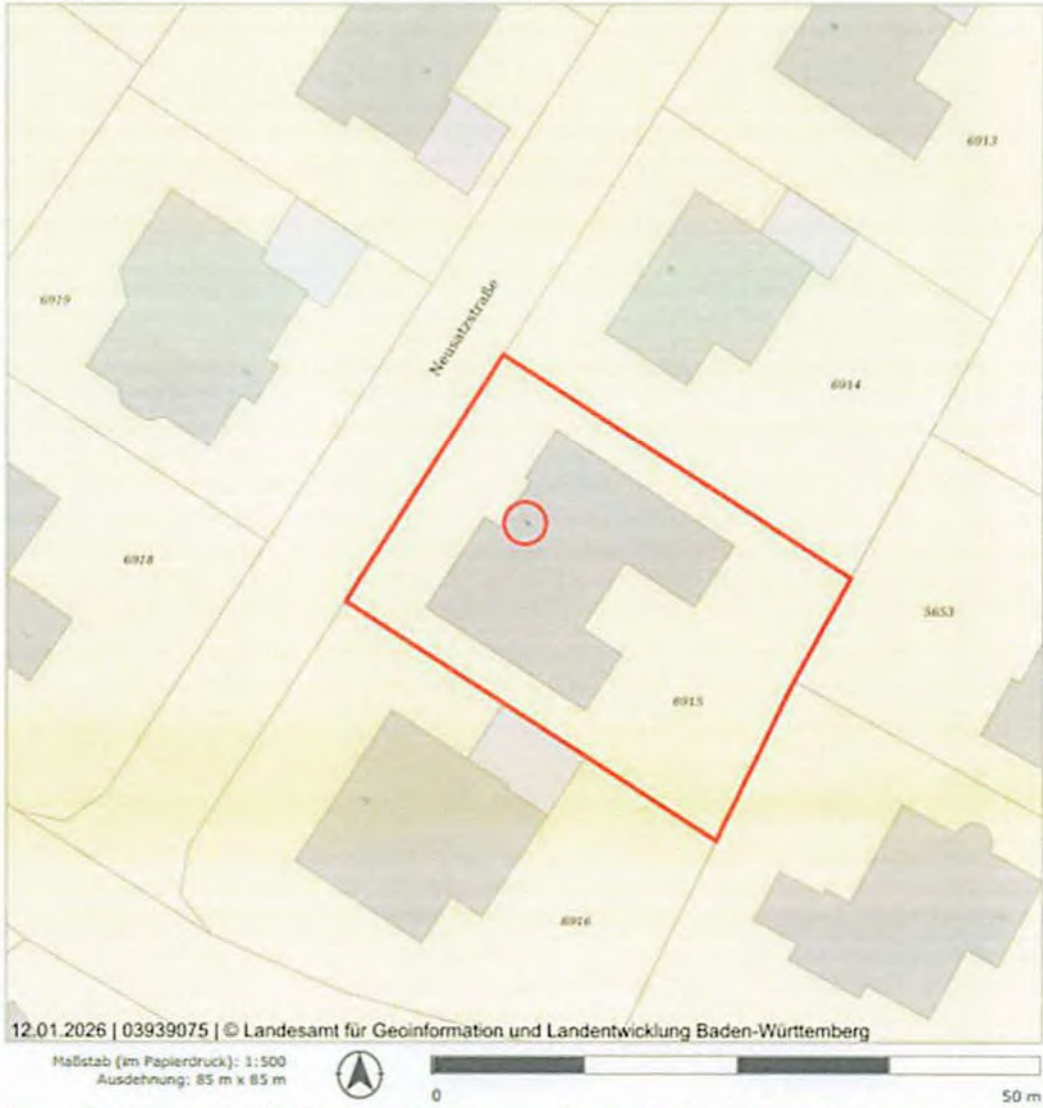 6913
6919
Neusatzstraße
6914
6918
5653
6915
6916
12.01.2026 | 03939075 | © Landesamt für Geoinformation und Landentwicklung Baden-Württemberg
Maßstab (im Papierdruck): 1:500
Ausdehnung: 85 m x 85 m
0
50 m